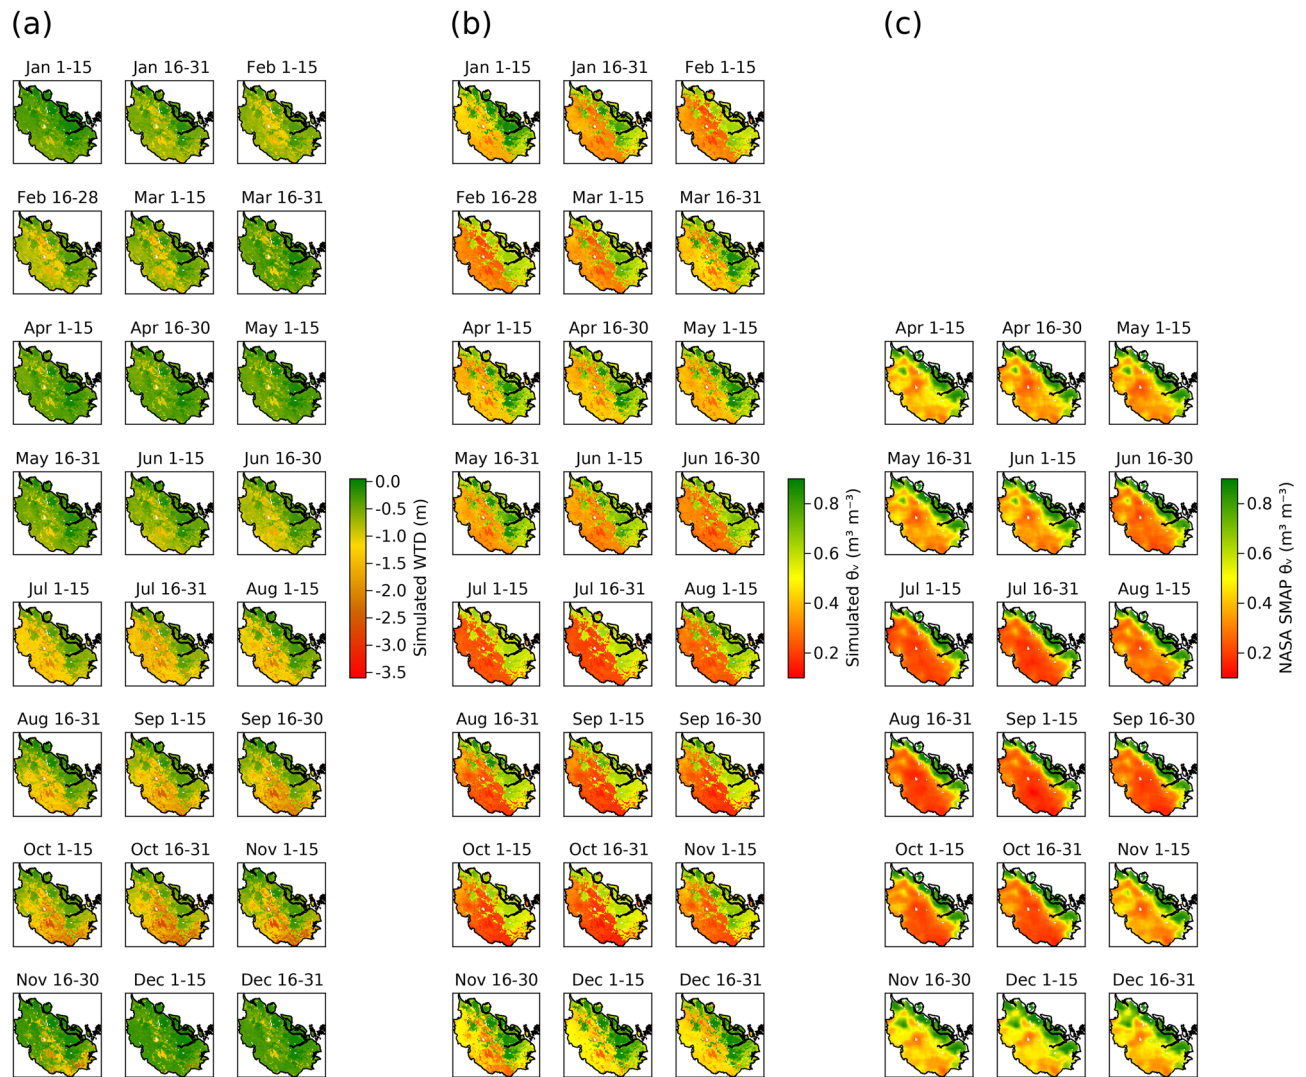 (a) (b) (c)
Jan 1-15 Jan 16-31 Feb 1-15 Jan 1-15 Jan 16-31 Feb 1-15
Feb 16-28 Mar 1-15 Mar 16-31 Feb 16-28 Mar 1-15 Mar 16-31
Apr 1-15 Apr 16-30 May 1-15 Apr 1-15 Apr 16-30 May 1-15 Apr 1-15 Apr 16-30 May 1-15
May 16-31 Jun 1-15 Jun 16-30 May 16-31 Jun 1-15 Jun 16-30 May 16-31 Jun 1-15 Jun 16-30
0.0
-0.5
-1.0
-1.5
-2.0
-2.5
-3.0
-3.5
Simulated WTD (m)
0.8
0.6
0.4
0.2
Simulated θᵥ (m³ m⁻³)
0.8
0.6
0.4
0.2
NASA SMAP θᵥ (m³ m⁻³)
Jul 1-15 Jul 16-31 Aug 1-15 Jul 1-15 Jul 16-31 Aug 1-15 Jul 1-15 Jul 16-31 Aug 1-15
Aug 16-31 Sep 1-15 Sep 16-30 Aug 16-31 Sep 1-15 Sep 16-30 Aug 16-31 Sep 1-15 Sep 16-30
Oct 1-15 Oct 16-31 Nov 1-15 Oct 1-15 Oct 16-31 Nov 1-15 Oct 1-15 Oct 16-31 Nov 1-15
Nov 16-30 Dec 1-15 Dec 16-31 Nov 16-30 Dec 1-15 Dec 16-31 Nov 16-30 Dec 1-15 Dec 16-31